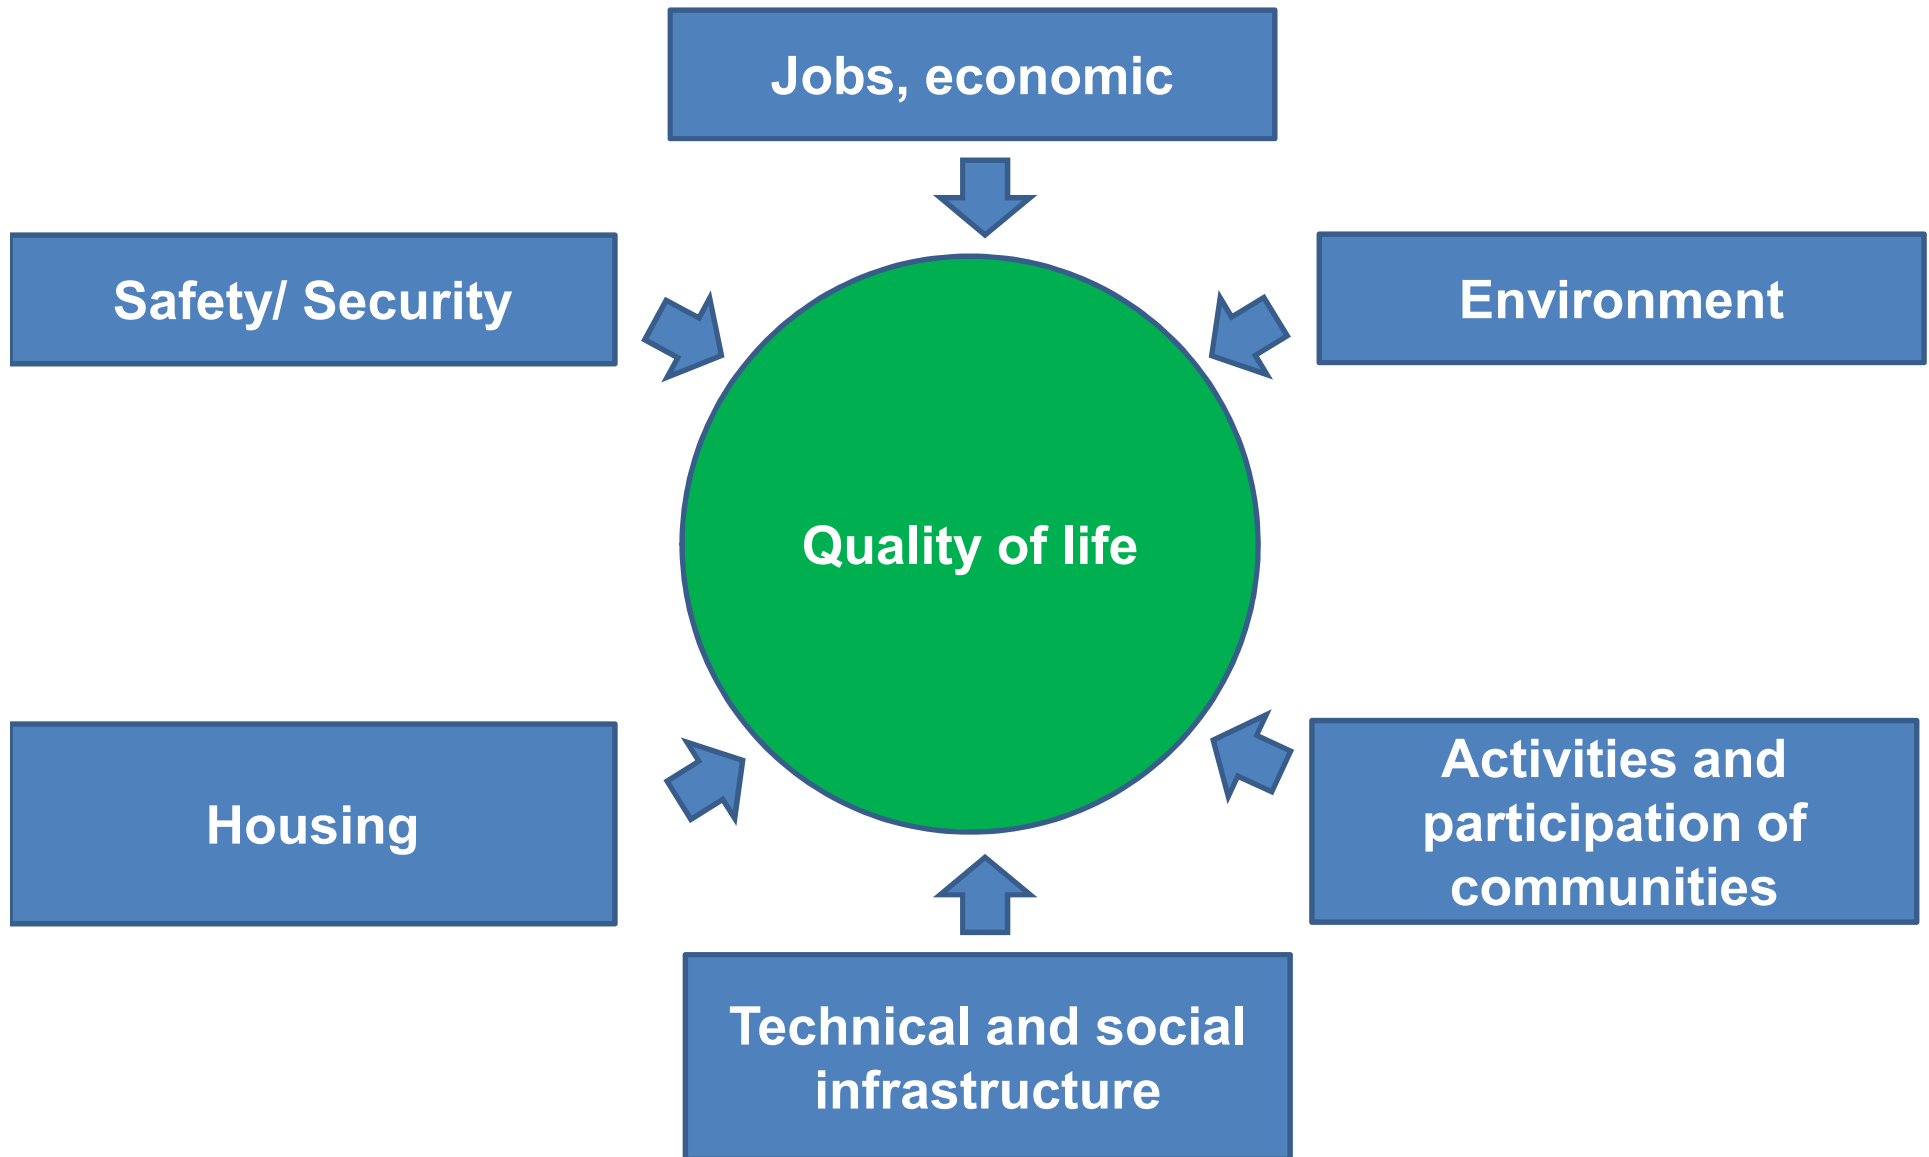 Jobs, economic
Safety/ Security
Environment
Quality of life
Housing
Activities and
participation of
communities
Technical and social
infrastructure